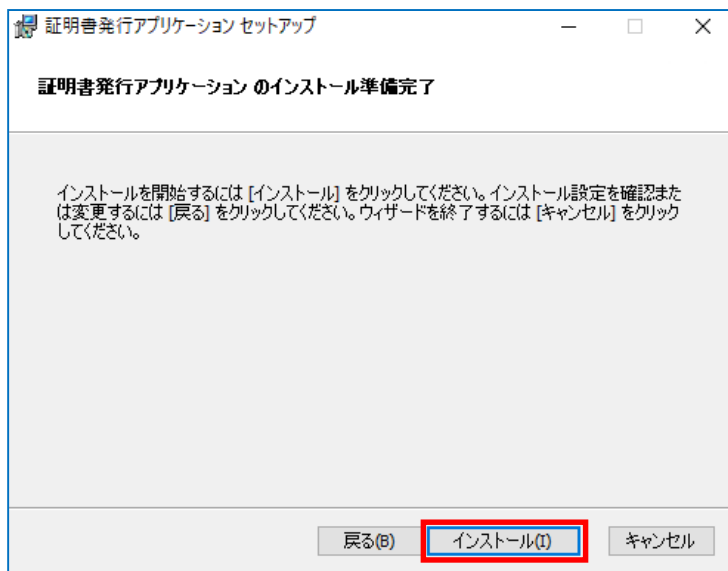 証明書発行アプリケーション セットアップ
証明書発行アプリケーション のインストール準備完了
インストールを開始するには [インストール] をクリックしてください。インストール設定を確認また
は変更するには [戻る] をクリックしてください。ウィザードを終了するには [キャンセル] をクリック
してください。
戻る(B) インストール(I) キャンセル